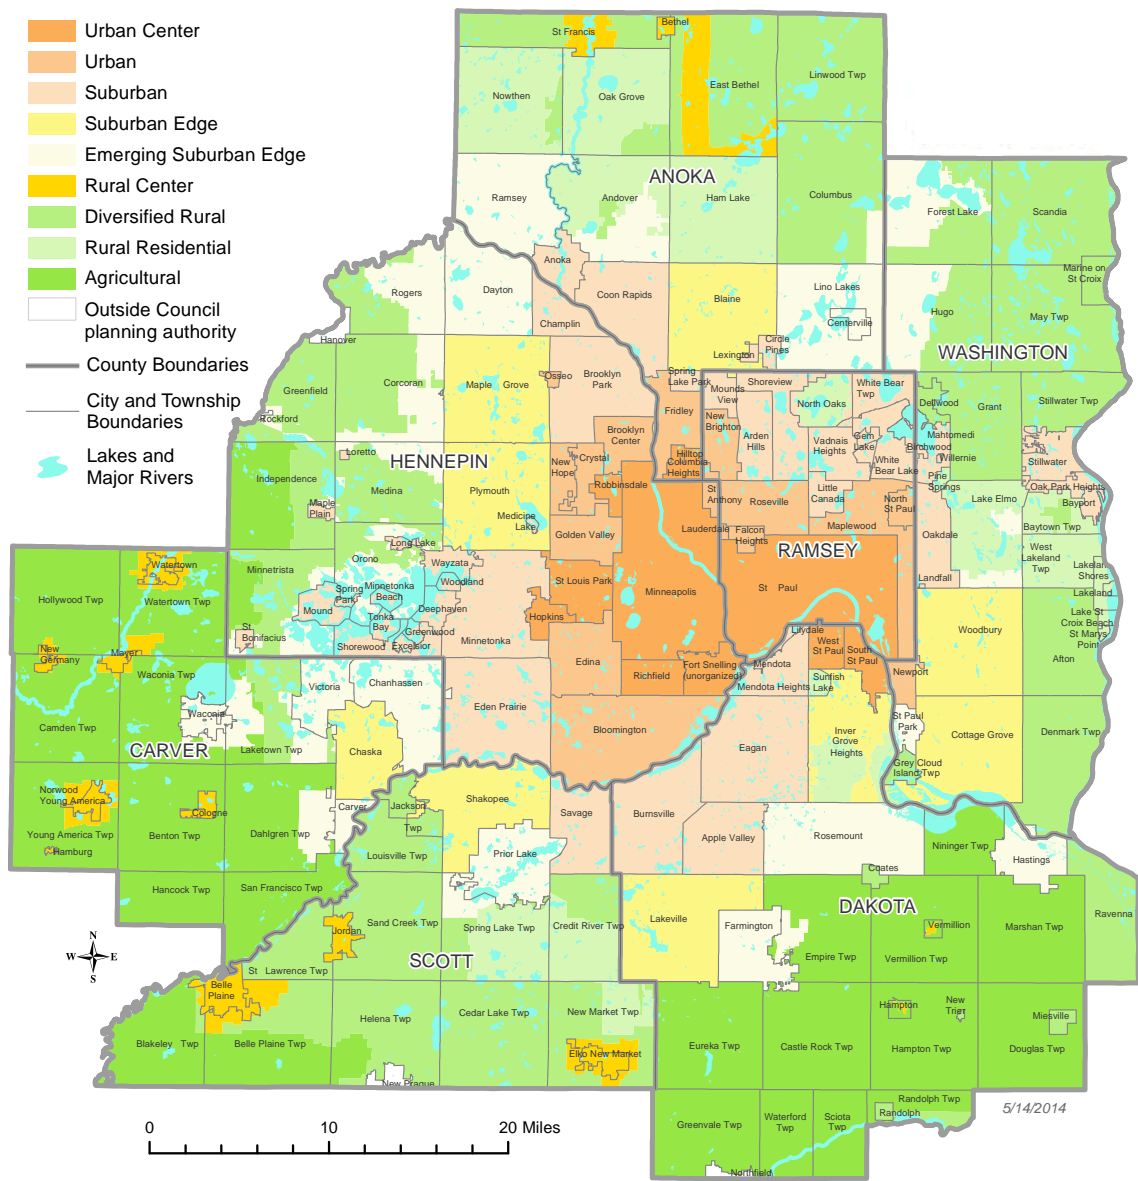 Urban Center
Urban
Suburban
Suburban Edge
Emerging Suburban Edge
Rural Center
Diversified Rural
Rural Residential
Agricultural
Outside Council
planning authority
County Boundaries
City and Township
Boundaries
Lakes and
Major Rivers
St Francis
Bethel
Nowthen
Oak Grove
East Bethel
Linwood Twp
ANOKA
Ramsey
Andover
Ham Lake
Columbus
Forest Lake
Scandia
Anoka
Marine on
St Croix
Rogers
Dayton
Coon Rapids
Blaine
Lino Lakes
Hugo
May Twp
Champlin
Centerville
Hanover
Lexington
Circle
Pines
WASHINGTON
Greenfield
Corcoran
Maple Grove
Osseo
Brooklyn
Park
Spring
Lake Park
Mounds
View
Shoreview
White Bear
Twp
North Oaks
Dellwood
Grant
Stillwater Twp
Rockford
Fridley
New
Brighton
Brooklyn
Center
Arden
Hills
Vadnais
Heights
Gem
Lake
White
Bear Lake
Mahtomedi
Birchwood
Willernie
Pine
Springs
Stillwater
Loretto
HENNEPIN
New
Hope
Crystal
Hilltop
Columbia
Heights
Independence
Medina
Plymouth
Robbinsdale
St
Anthony
Roseville
Little
Canada
North
St Paul
Lake Elmo
Oak Park Heights
Bayport
Maple
Plain
Medicine
Lake
Golden Valley
Lauderdale
Falcon
Heights
Maplewood
Oakdale
Baytown Twp
Long Lake
RAMSEY
West
Lakeland
Twp
Orono
Wayzata
Woodland
Minnetrista
Spring
Park
Minnetonka
Beach
St Louis Park
Minneapolis
St Paul
Landfall
Lakeland
Shores
Lakeland
Watertown
Hollywood Twp
Watertown Twp
Mound
Tonka
Bay
Deephaven
Greenwood
Hopkins
Lake St
Croix Beach
St Marys
Point
St
Bonifacius
Shorewood
Excelsior
Minnetonka
Lilydale
West
St Paul
South
St Paul
Woodbury
New
Germany
Mayer
Edina
Richfield
Fort Snelling
(unorganized)
Mendota
Mendota Heights
Sunfish
Lake
Newport
Afton
Waconia Twp
Victoria
Chanhassen
Camden Twp
Waconia
Eden Prairie
Bloomington
St Paul
Park
Cottage Grove
Denmark Twp
CARVER
Laketown Twp
Chaska
Eagan
Inver
Grove
Heights
Grey Cloud
Island Twp
Norwood
Young America
Cologne
Carver
Jackson
Twp
Shakopee
Savage
Burnsville
Apple Valley
Rosemount
Young America Twp
Benton Twp
Dahlgren Twp
Hamburg
Louisville Twp
Prior Lake
Nininger Twp
Hastings
Coates
Hancock Twp
San Francisco Twp
Sand Creek Twp
Spring Lake Twp
Credit River Twp
Lakeville
Farmington
DAKOTA
Vermillion
Marshan Twp
Ravenna
Jordan
SCOTT
Empire Twp
Vermillion Twp
St Lawrence Twp
Belle
Plaine
Helena Twp
Cedar Lake Twp
New Market Twp
Hampton
New
Trier
Miesville
Blakeley Twp
Belle Plaine Twp
Elko New Market
Eureka Twp
Castle Rock Twp
Hampton Twp
Douglas Twp
New Prague
Randolph Twp
Randolph
Greenvale Twp
Waterford
Twp
Sciota
Twp
Northfield
5/14/2014
N
W E
S
0 10 20 Miles